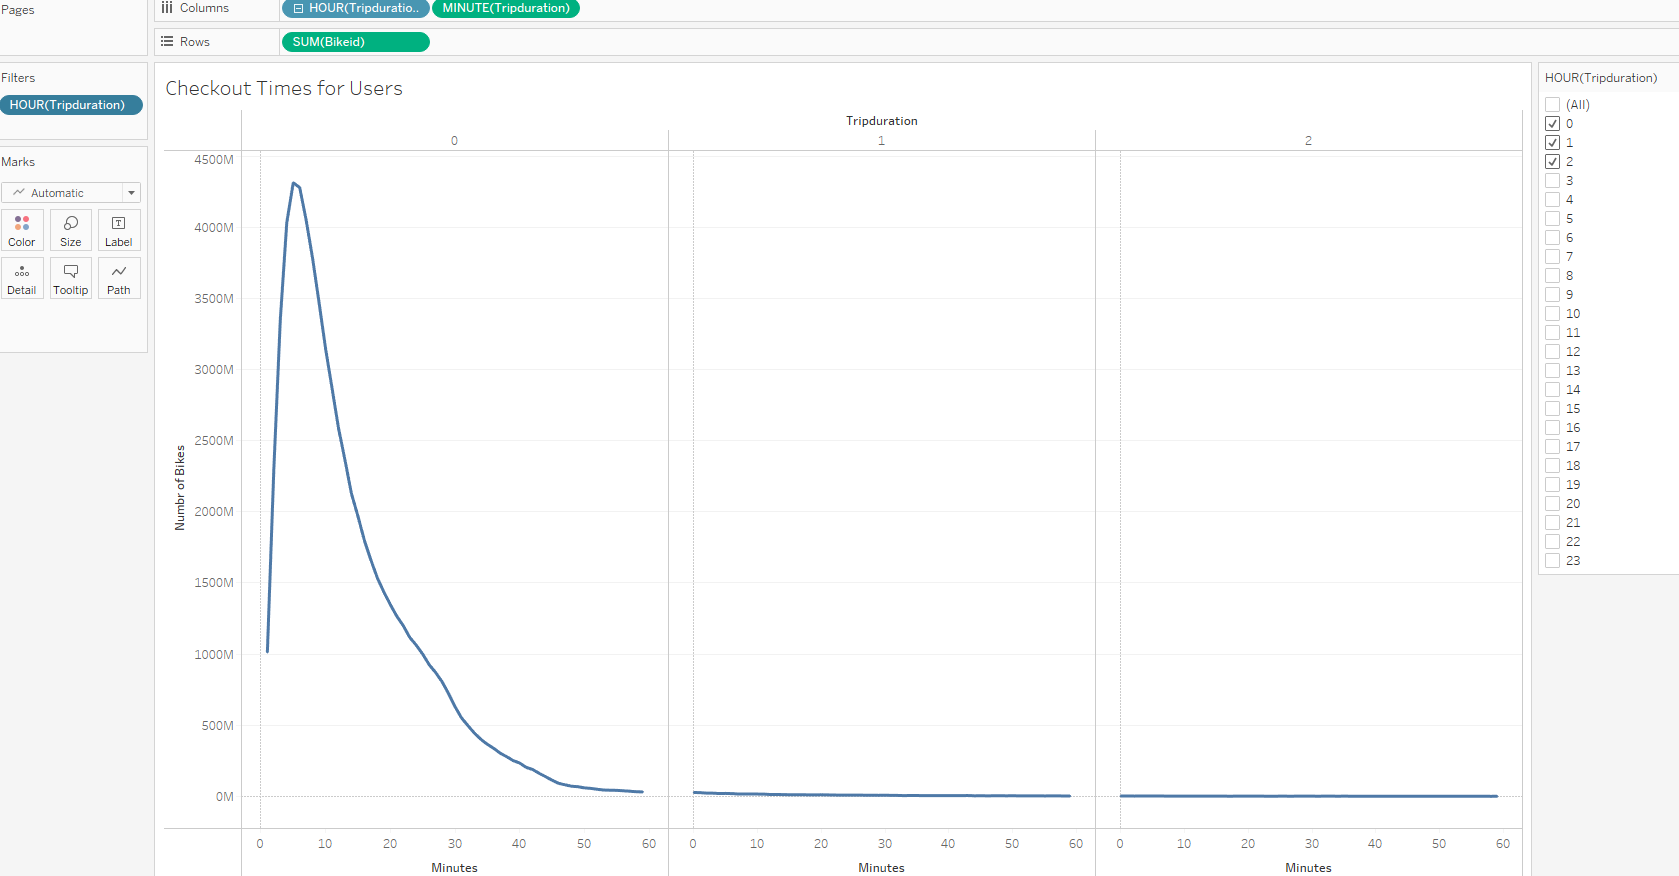 Pages
Columns
HOUR(Tripduratio..
MINUTE(Tripduration)
Rows
SUM(Bikeid)
Filters
HOUR(Tripduration)
Marks
Automatic
Color
Size
Label
Detail
Tooltip
Path
Checkout Times for Users
Tripduration
0
1
2
4500M
4000M
3500M
3000M
2500M
2000M
1500M
1000M
500M
0M
Numbr of Bikes
0 10 20 30 40 50 60
0 10 20 30 40 50 60
0 10 20 30 40 50 60
Minutes
Minutes
Minutes
HOUR(Tripduration)
(All)
0
1
2
3
4
5
6
7
8
9
10
11
12
13
14
15
16
17
18
19
20
21
22
23